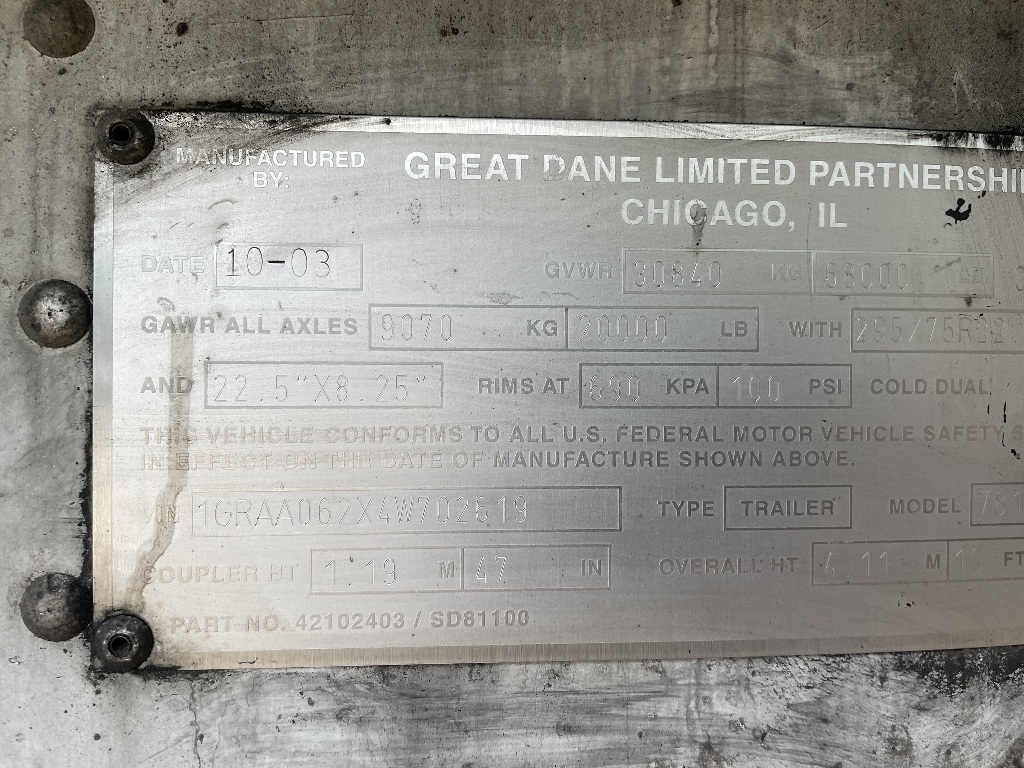 MANUFACTURED BY: GREAT DANE LIMITED PARTNERSHI
CHICAGO, IL
DATE 10-03 GVWR 30840 KG 68000
GAWR ALL AXLES 9070 KG 20000 LB WITH 295/75R22
AND 22.5"X8.25" RIMS AT 690 KPA 100 PSI COLD DUAL
THIS VEHICLE CONFORMS TO ALL U.S. FEDERAL MOTOR VEHICLE SAFETY S
IN EFFECT ON THE DATE OF MANUFACTURE SHOWN ABOVE.
VIN 1GRAA062X4W702619 TYPE TRAILER MODEL 761
COUPLER HT 1.19 M 47 IN OVERALL HT 4.11 M FT
PART NO. 42102403 / SD81100